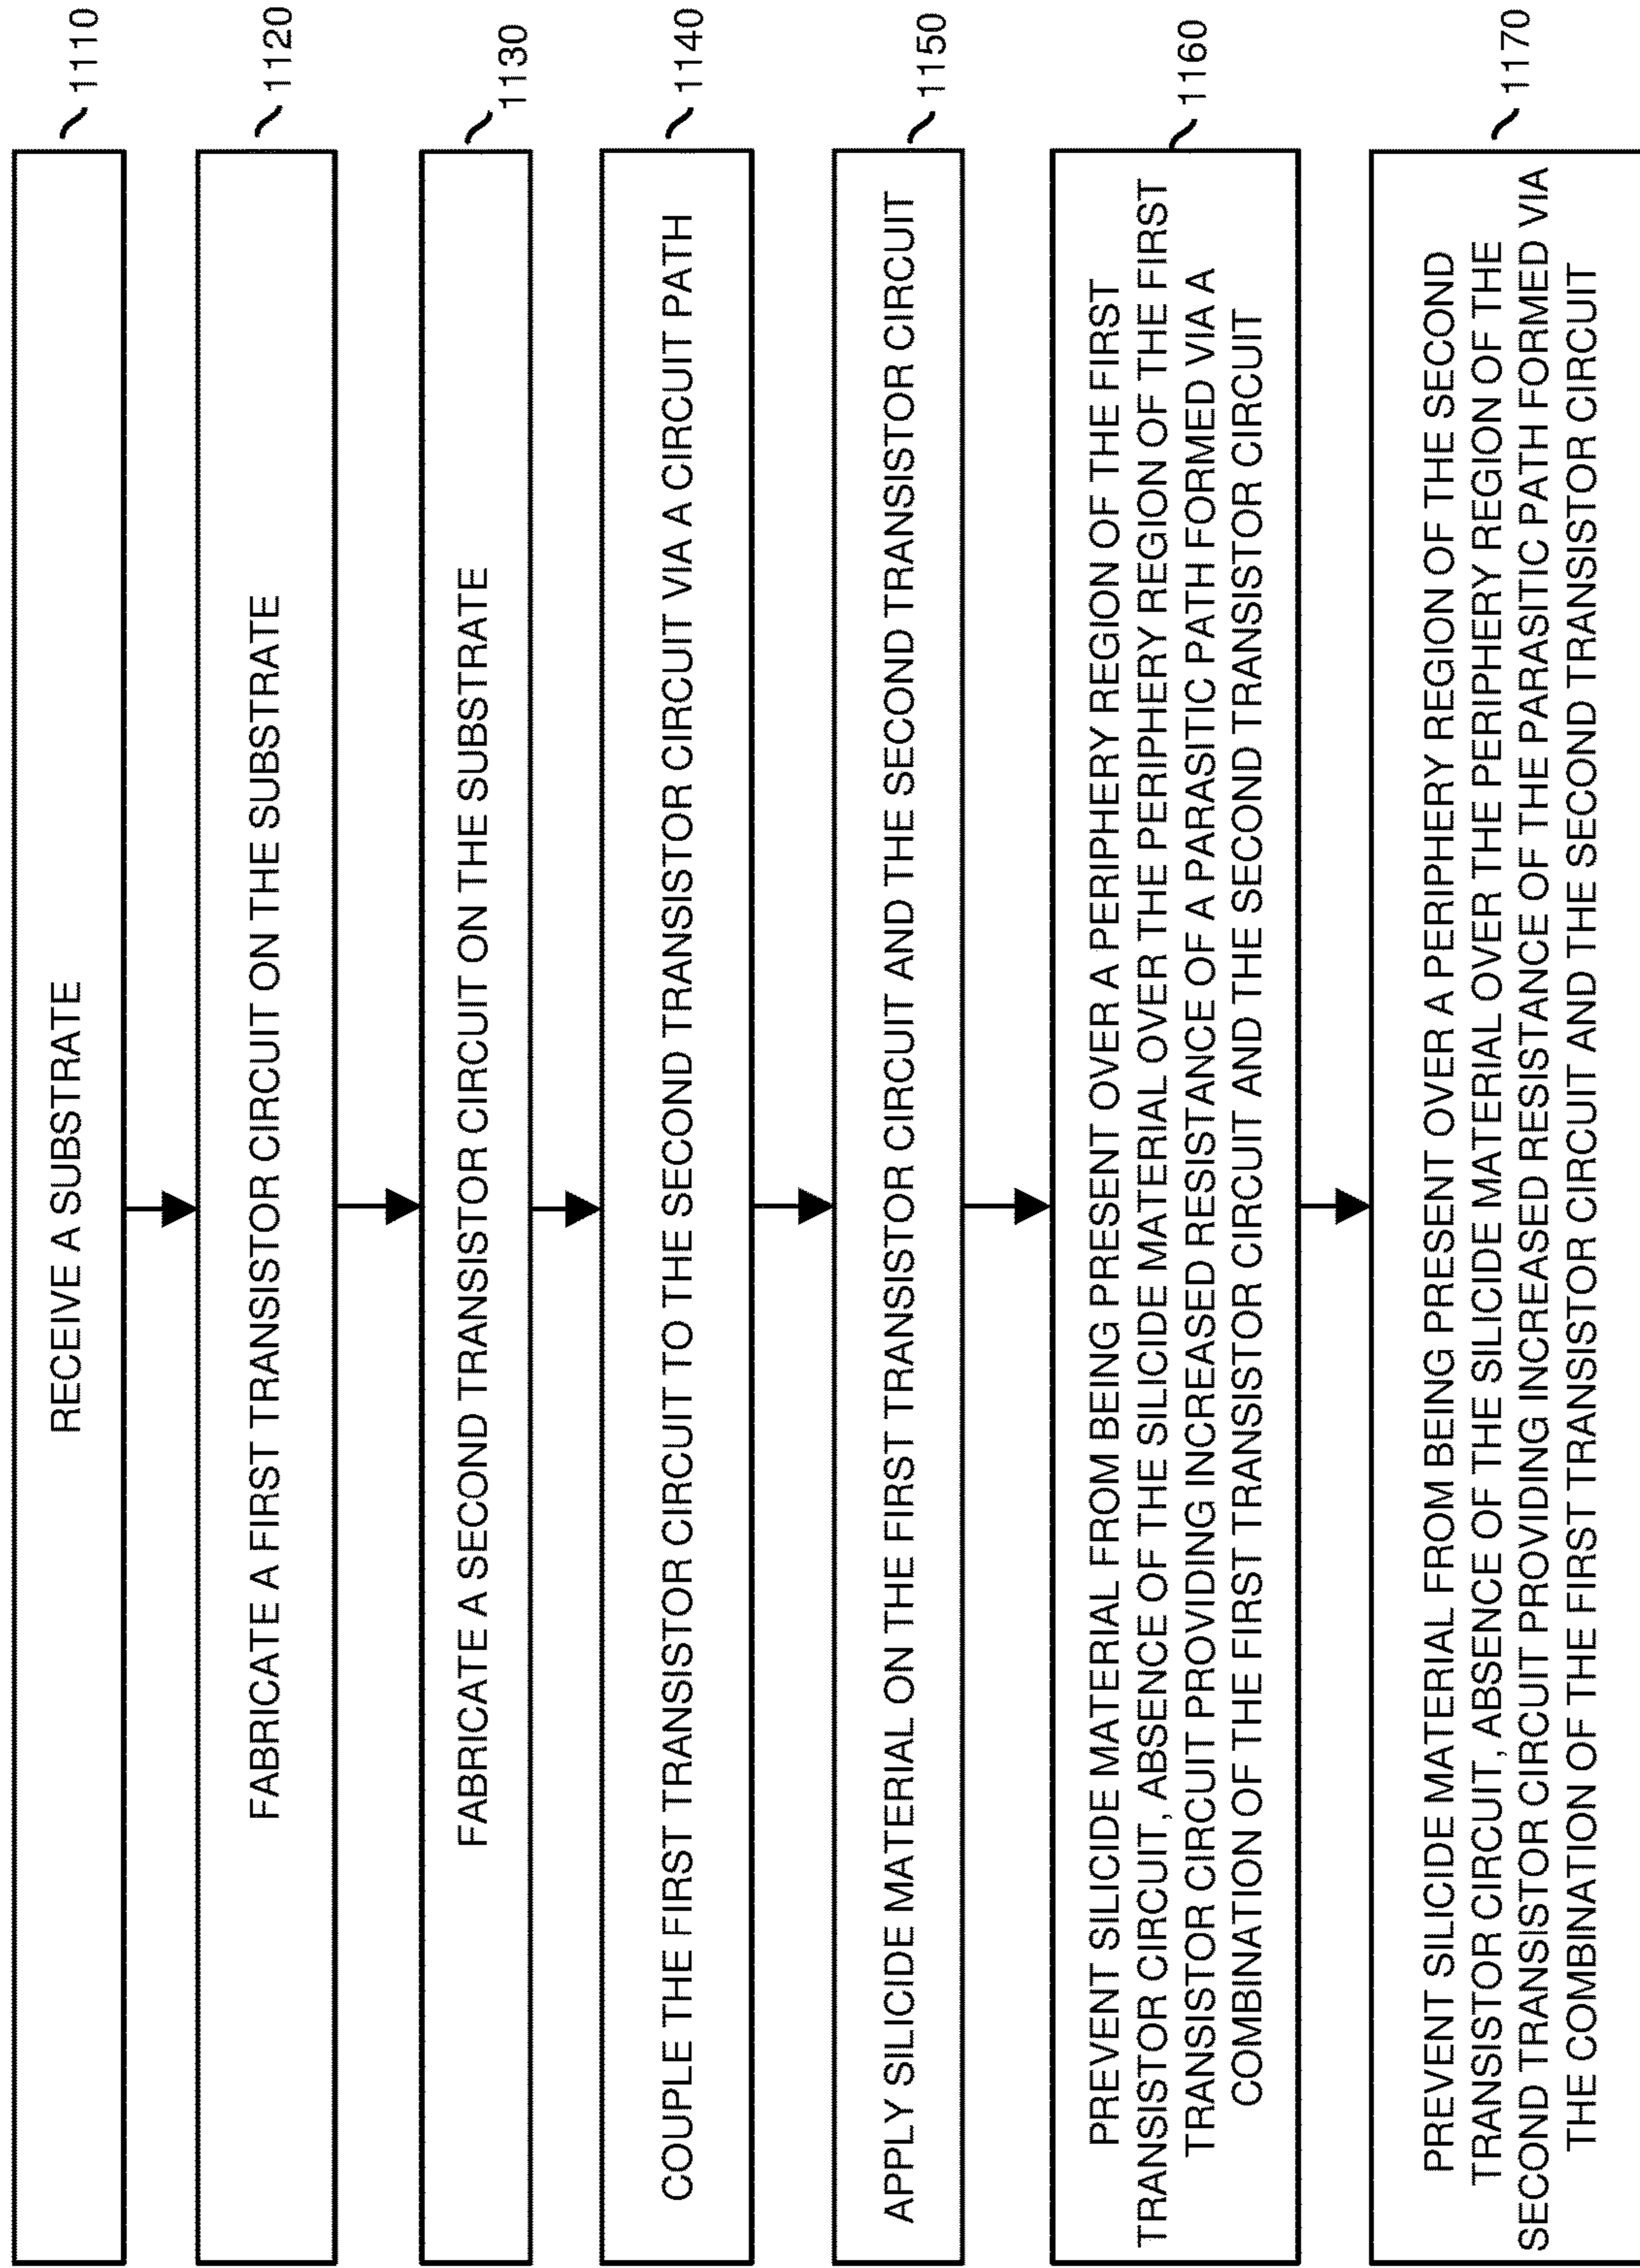 RECEIVE A SUBSTRATE
1110
FABRICATE A FIRST TRANSISTOR CIRCUIT ON THE SUBSTRATE
1120
FABRICATE A SECOND TRANSISTOR CIRCUIT ON THE SUBSTRATE
1130
COUPLE THE FIRST TRANSISTOR CIRCUIT TO THE SECOND TRANSISTOR CIRCUIT VIA A CIRCUIT PATH
1140
APPLY SILICIDE MATERIAL ON THE FIRST TRANSISTOR CIRCUIT AND THE SECOND TRANSISTOR CIRCUIT
1150
PREVENT SILICIDE MATERIAL FROM BEING PRESENT OVER A PERIPHERY REGION OF THE FIRST
TRANSISTOR CIRCUIT, ABSENCE OF THE SILICIDE MATERIAL OVER THE PERIPHERY REGION OF THE FIRST
TRANSISTOR CIRCUIT PROVIDING INCREASED RESISTANCE OF A PARASITIC PATH FORMED VIA A
COMBINATION OF THE FIRST TRANSISTOR CIRCUIT AND THE SECOND TRANSISTOR CIRCUIT
1160
PREVENT SILICIDE MATERIAL FROM BEING PRESENT OVER A PERIPHERY REGION OF THE SECOND
TRANSISTOR CIRCUIT, ABSENCE OF THE SILICIDE MATERIAL OVER THE PERIPHERY REGION OF THE
SECOND TRANSISTOR CIRCUIT PROVIDING INCREASED RESISTANCE OF THE PARASITIC PATH FORMED VIA
THE COMBINATION OF THE FIRST TRANSISTOR CIRCUIT AND THE SECOND TRANSISTOR CIRCUIT
1170